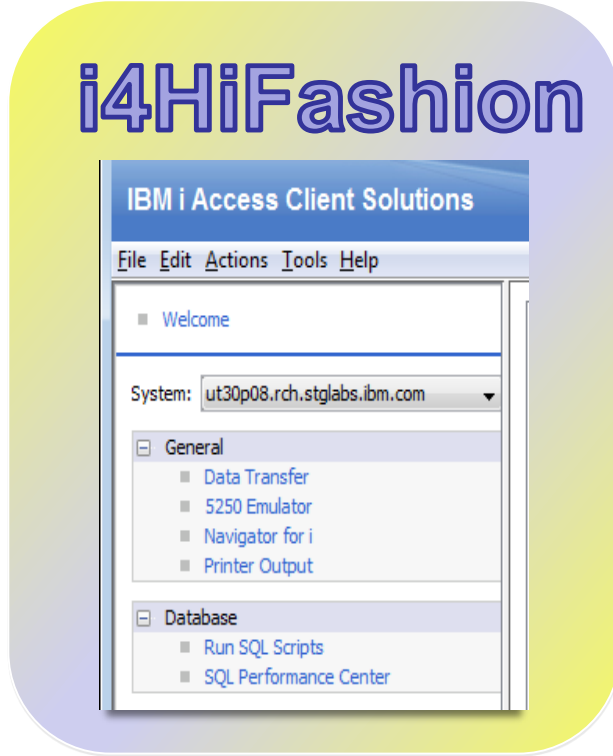 i4HiFashion
IBM i Access Client Solutions
File Edit Actions Tools Help
Welcome
System: ut30p08.rch.stglabs.ibm.com
General
Data Transfer
5250 Emulator
Navigator for i
Printer Output
Database
Run SQL Scripts
SQL Performance Center